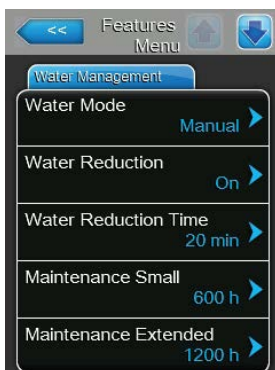 <<
Features
Menu
Water Management
Water Mode
Manual
Water Reduction
On
Water Reduction Time
20 min
Maintenance Small
600 h
Maintenance Extended
1200 h